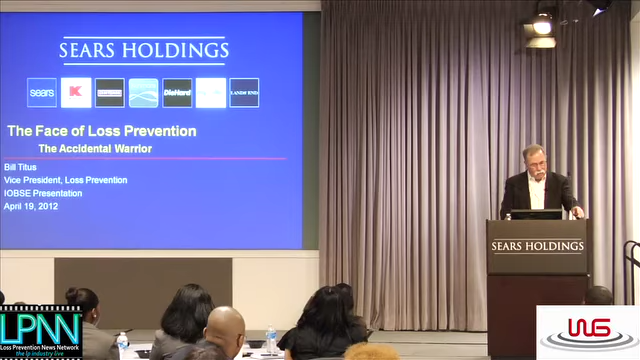 SEARS HOLDINGS
sears
K
DieHard
LANDS' END
The Face of Loss Prevention
The Accidental Warrior
Bill Titus
Vice President, Loss Prevention
IOBSE Presentation
April 19, 2012
SEARS HOLDINGS
LPNN
Loss Prevention News Network
the lp industry live